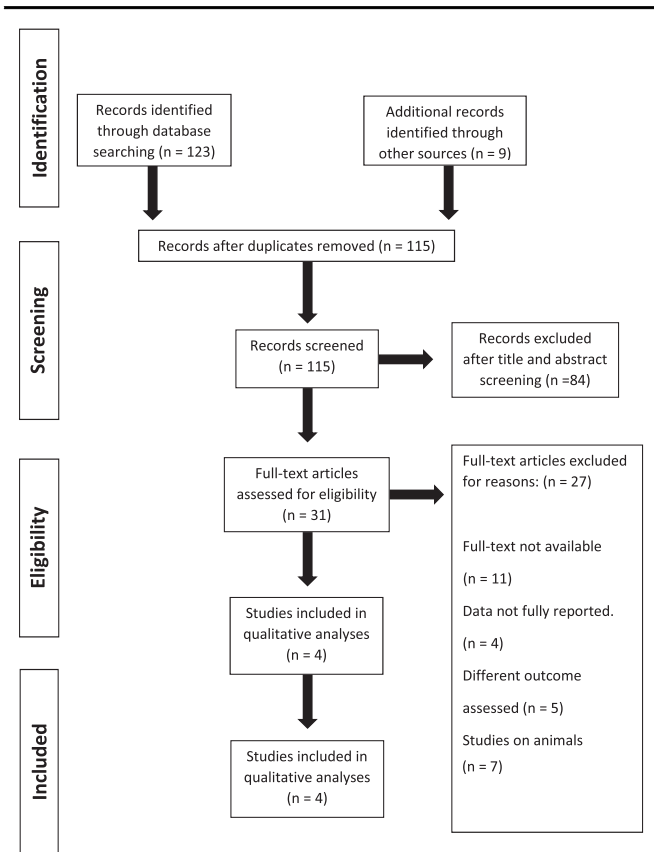 Identification
Records identified
through database
searching (n = 123)
Additional records
identified through
other sources (n = 9)
Records after duplicates removed (n = 115)
Screening
Records screened
(n = 115)
Records excluded
after title and abstract
screening (n =84)
Eligibility
Full-text articles
assessed for eligibility
(n = 31)
Full-text articles excluded
for reasons: (n = 27)
Full-text not available
(n = 11)
Data not fully reported.
(n = 4)
Different outcome
assessed (n = 5)
Studies on animals
(n = 7)
Studies included in
qualitative analyses
(n = 4)
Included
Studies included in
qualitative analyses
(n = 4)